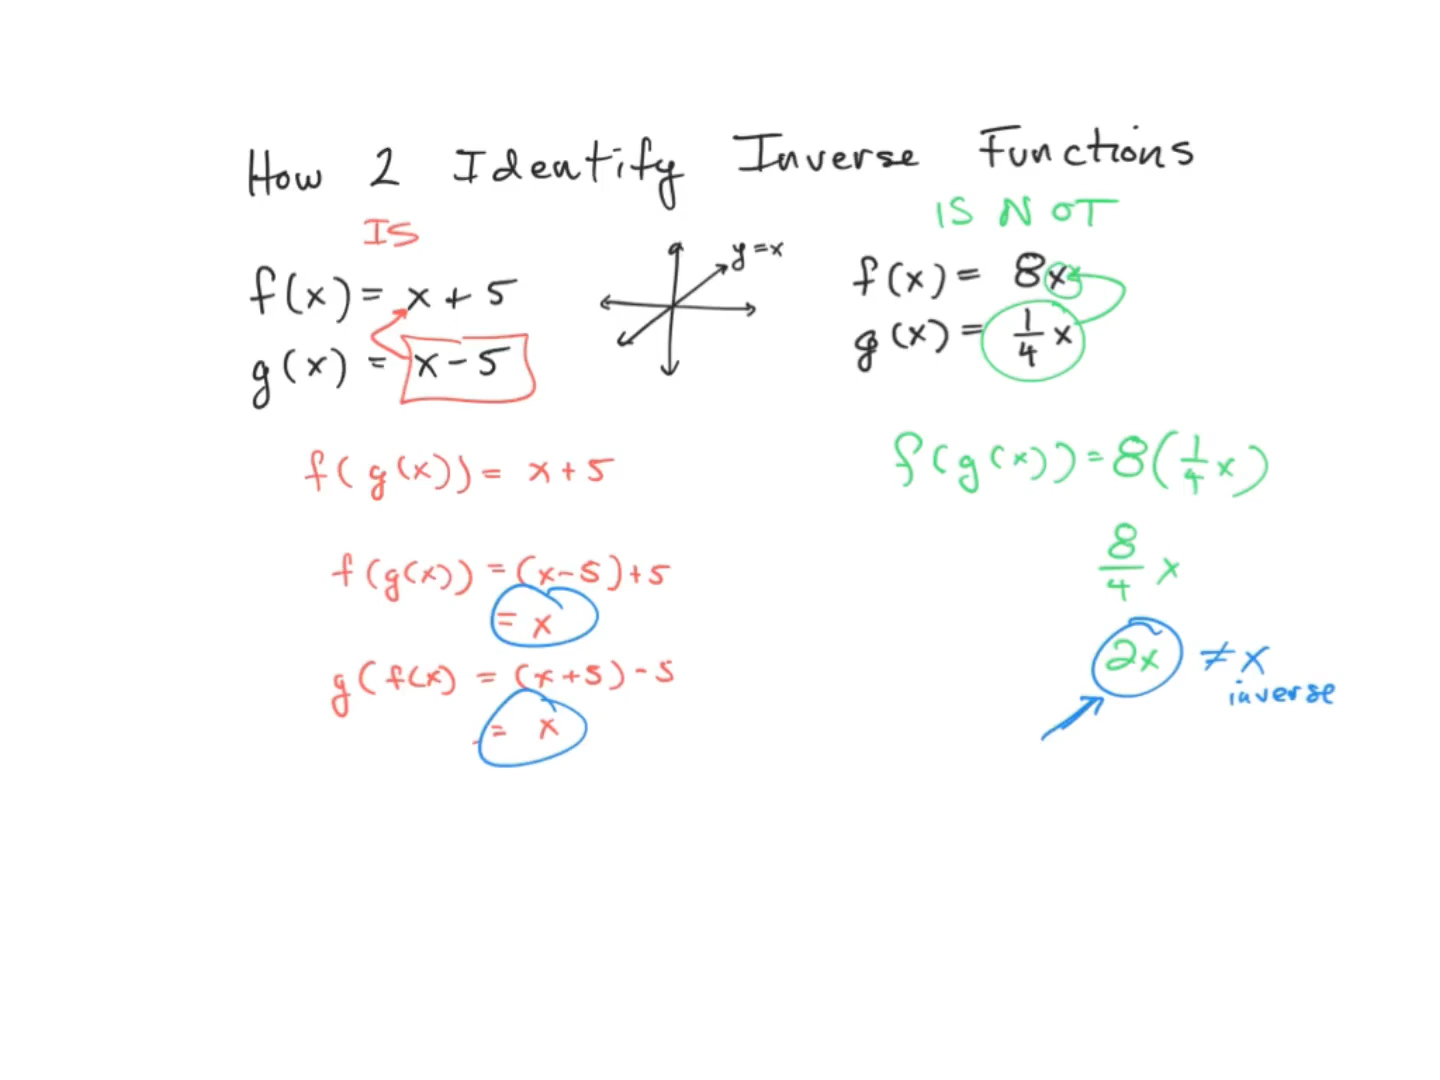 How 2 Identify Inverse Functions
IS
f(x) = x + 5
g(x) = x - 5
f(g(x)) = x + 5
f(g(x)) = (x - 5) + 5
= x
g(f(x) = (x + 5) - 5
= x
y = x
IS NOT
f(x) = 8x
g(x) = 1/4 x
f(g(x)) = 8(1/4 x)
8/4 x
2x ≠ x
inverse